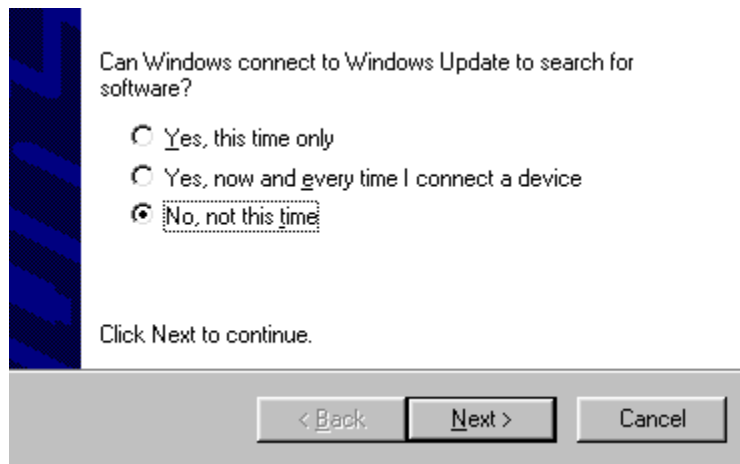 Can Windows connect to Windows Update to search for
software?
Yes, this time only
Yes, now and every time I connect a device
No, not this time
Click Next to continue.
< Back Next > Cancel